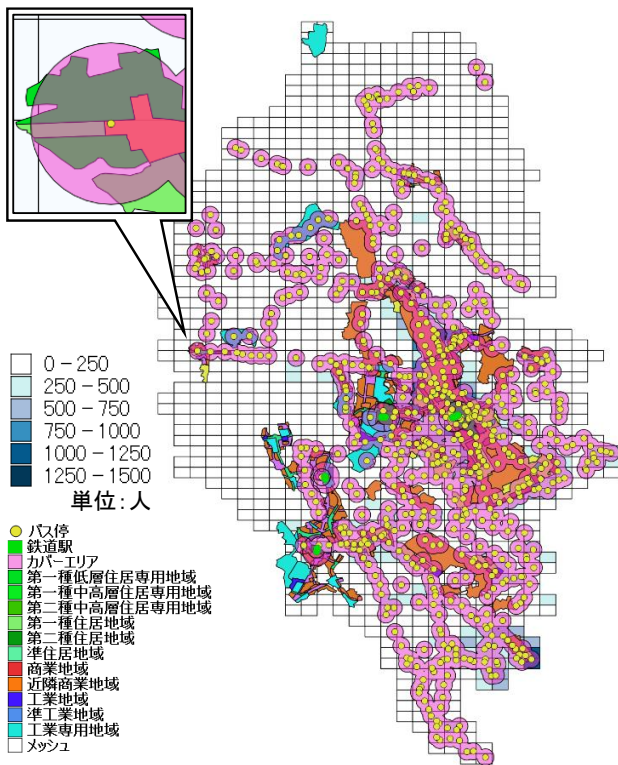 0-250
250-500
500-750
750-1000
1000-1250
1250-1500
単位:人
バス停
鉄道駅
カバーエリア
第一種低層住居専用地域
第一種中高層住居専用地域
第二種中高層住居専用地域
第一種住居地域
第二種住居地域
準住居地域
商業地域
近隣商業地域
工業地域
準工業地域
工業専用地域
メッシュ